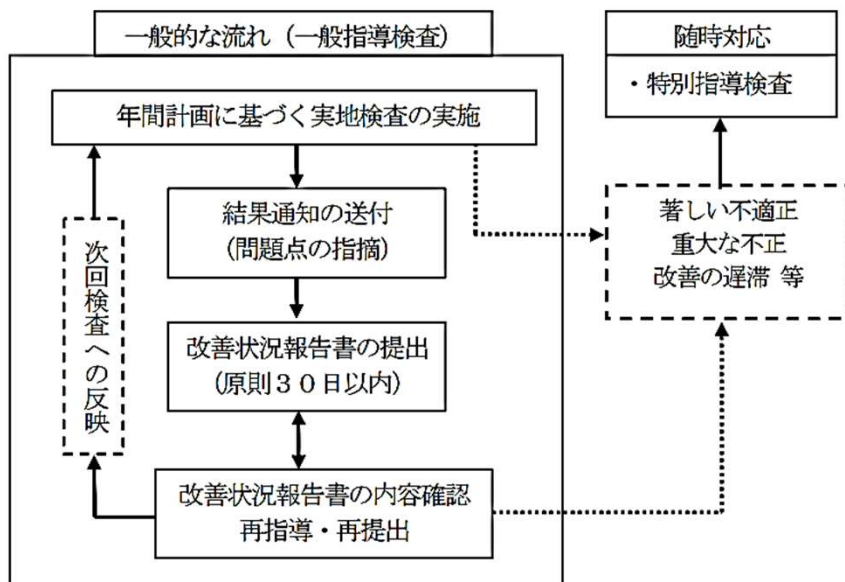 一般的な流れ（一般指導検査）
年間計画に基づく実地検査の実施
結果通知の送付
(問題点の指摘)
改善状況報告書の提出
(原則３０日以内)
改善状況報告書の内容確認
再指導・再提出
次回検査への反映
随時対応
・特別指導検査
著しい不適正
重大な不正
改善の遅滞 等